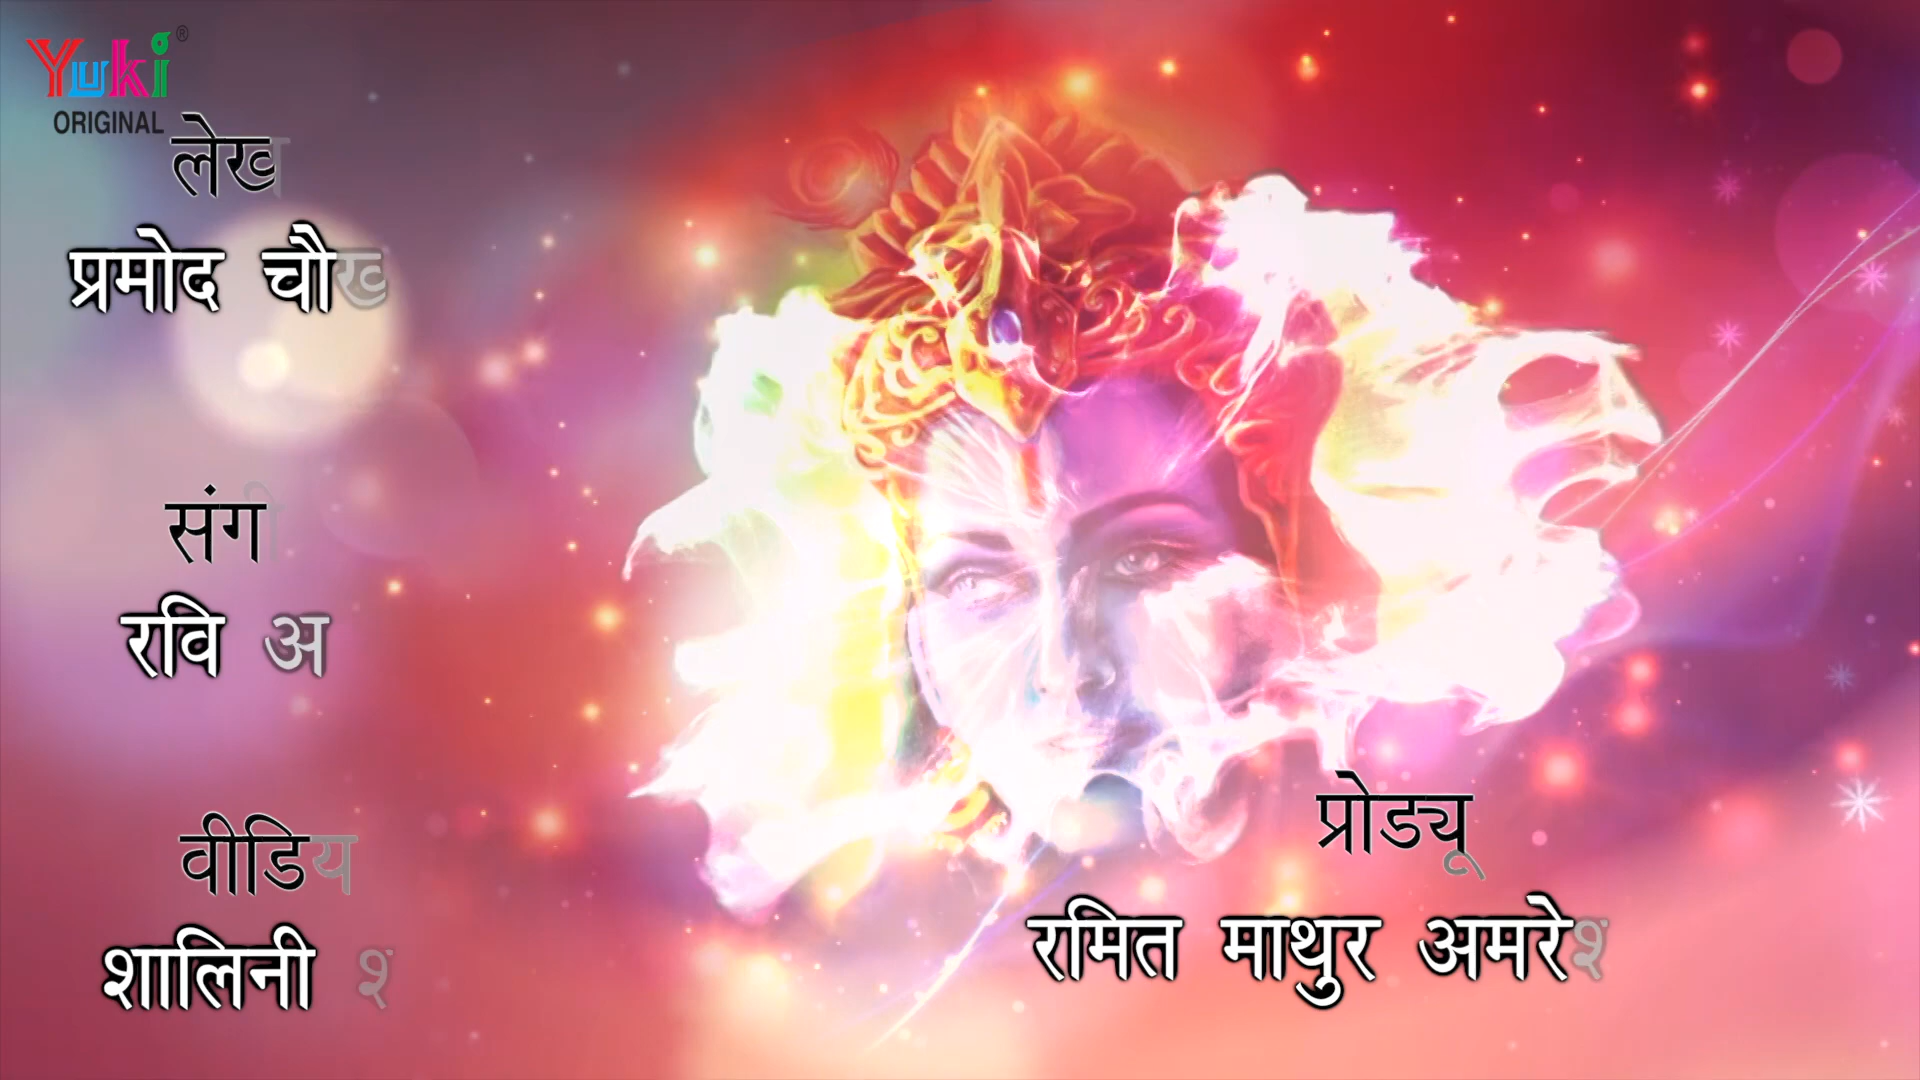 Yuki®
ORIGINAL
लेख
प्रमोद चौख
संगी
रवि अ
वीडिय
शालिनी श
प्रोड्यू
रमित माथुर अमरेश